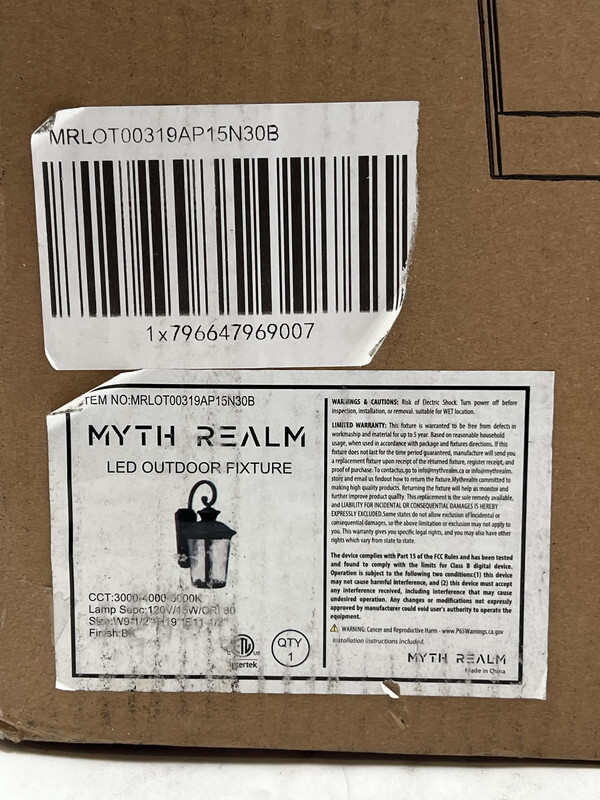 MRLOT00319AP15N30B
1x796647969007
ITEM NO:MRLOT00319AP15N30B
MYTH REALM
LED OUTDOOR FIXTURE
CCT:3000-4000-5000K
Lamp Sepc:120V/15W/CRI 80
Finish:BK
Intertek
QTY
1
WARNINGS & CAUTIONS: Risk of Electric Shock. Turn power off before
inspection, installation, or removal. suitable for WET location.
LIMITED WARRANTY: This fixture is warranted to be free from defects in
workmanship and material for up to 5 year. Based on reasonable household
usage, when used in accordance with package and fixtures directions. If this
fixture does not last for the time period guaranteed, manufacture will send you
a replacement fixture upon receipt of the returned fixture, register receipt, and
proof of purchase. To contactus,go to info@mythrealm.ca or info@mythrealm.
store and email us findout how to return the fixture.Mythrealm committed to
making high quality products. Returning the fixture will help us monitor and
further improve product quality. This replacement is the sole remedy available,
and LIABILITY FOR INCIDENTAL OR CONSEQUENTIAL DAMAGES IS HEREBY
EXPRESSLY EXCLUDED.Some states do not allow exclusion of incidental or
consequential damages, so the above limitation or exclusion may not apply to
you. This warranty gives you specific legal rights, and you may also have other
rights which vary from state to state.
The device complies with Part 15 of the FCC Rules and has been tested
and found to comply with the limits for Class B digital device.
Operation is subject to the following two conditions:(1) this device
may not cause harmful interference, and (2) this device must accept
any interference received, including interference that may cause
undesired operation. Any changes or modifications not expressly
approved by manufacturer could void user's authority to operate the
equipment.
WARNING: Cancer and Reproductive Harm - www.P65Warnings.ca.gov
Installation instructions included.
MYTH REALM
Made in China